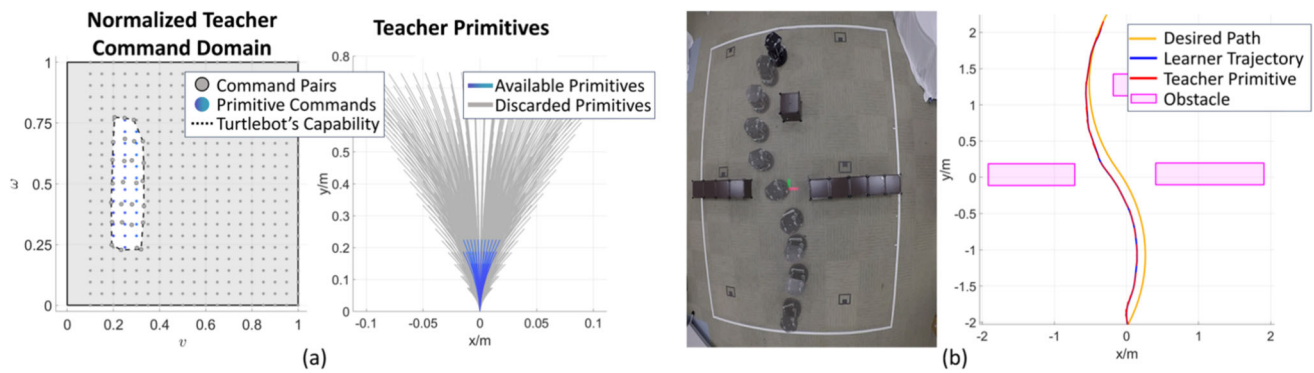 Normalized Teacher
Command Domain
1
0.75
0.5
0.25
0
ω
0
0.2
0.4
0.6
0.8
1
v
Command Pairs
Primitive Commands
Turtlebot's Capability
(a)
Teacher Primitives
0.8
0.7
0.6
0.5
0.4
0.3
0.2
0.1
0
y/m
-0.1
-0.05
0
0.05
0.1
x/m
Available Primitives
Discarded Primitives
2
1.5
1
0.5
0
-0.5
-1
-1.5
-2
y/m
-2
-1
0
1
2
x/m
Desired Path
Learner Trajectory
Teacher Primitive
Obstacle
(b)